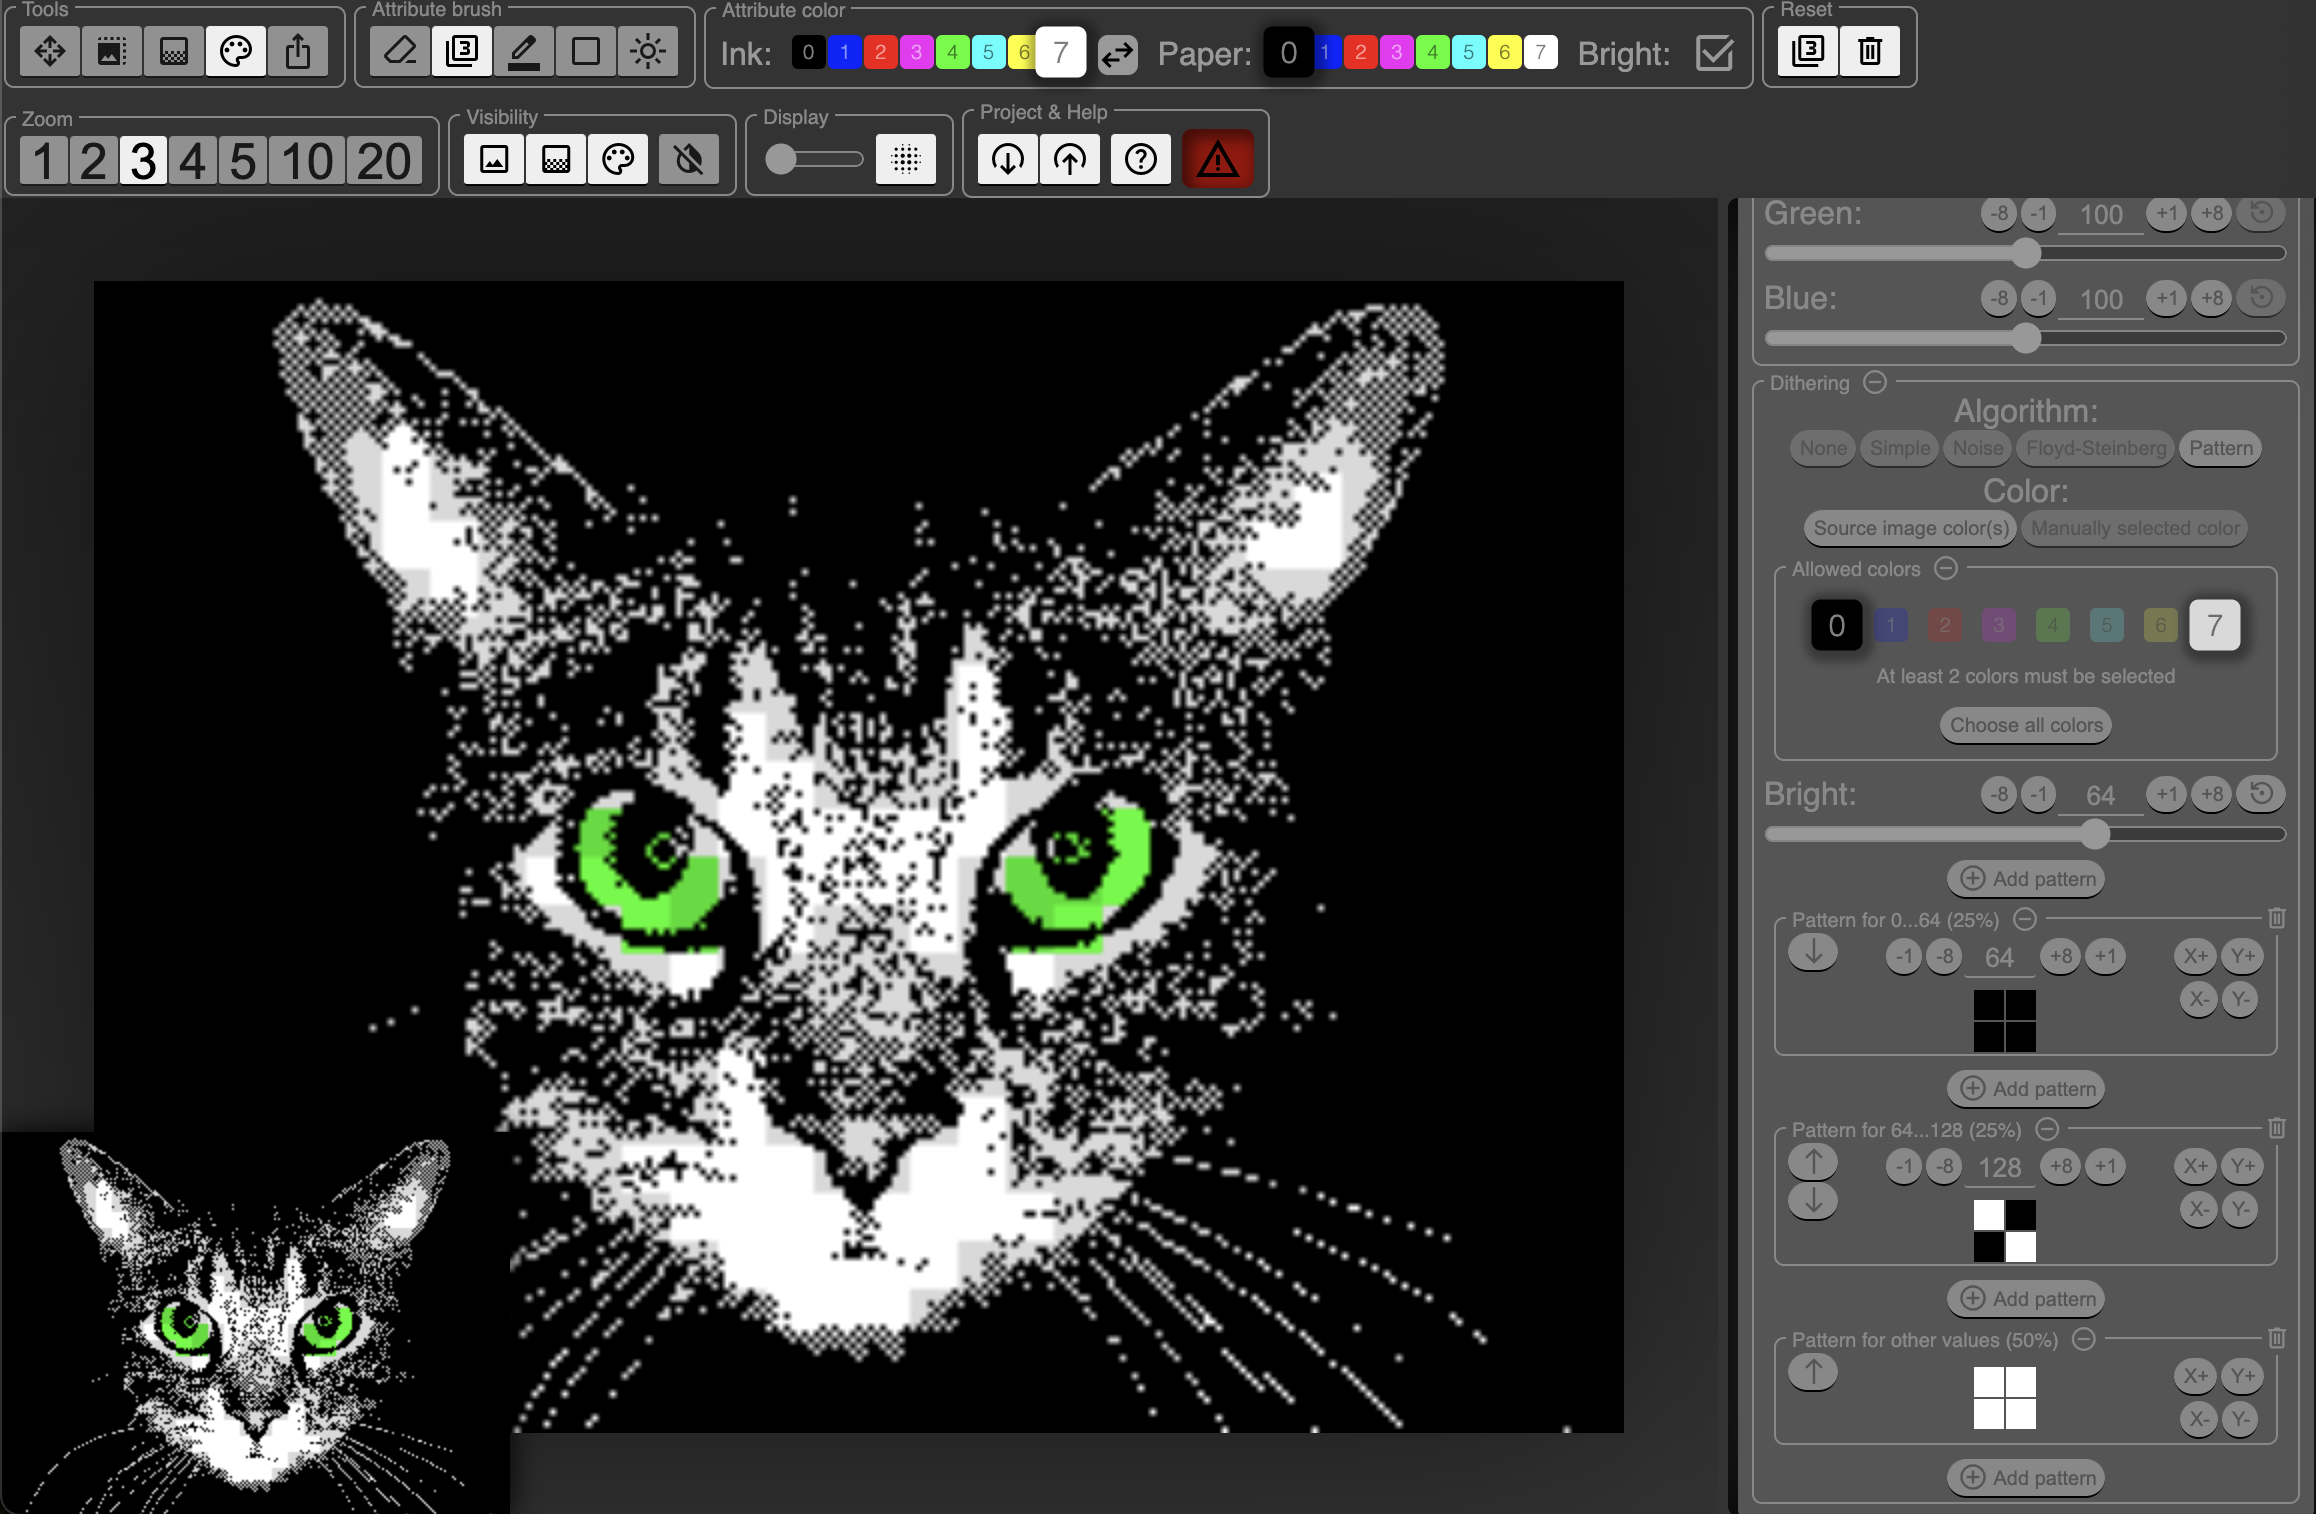 Tools
Attribute brush
3
Attribute color
Ink: 0 1 2 3 4 5 6 7
Paper: 0 1 2 3 4 5 6 7
Bright:
Reset
3
Zoom
1 2 3 4 5 10 20
Visibility
Display
Project & Help
Green: -8 -1 100 +1 +8
Blue: -8 -1 100 +1 +8
Dithering
Algorithm:
None Simple Noise Floyd-Steinberg Pattern
Color:
Source image color(s) Manually selected color
Allowed colors
0 1 2 3 4 5 6 7
At least 2 colors must be selected
Choose all colors
Bright: -8 -1 64 +1 +8
Add pattern
Pattern for 0...64 (25%)
-1 -8 64 +8 +1 X+ Y+
X- Y-
Add pattern
Pattern for 64...128 (25%)
-1 -8 128 +8 +1 X+ Y+
X- Y-
Add pattern
Pattern for other values (50%)
X+ Y+
X- Y-
Add pattern